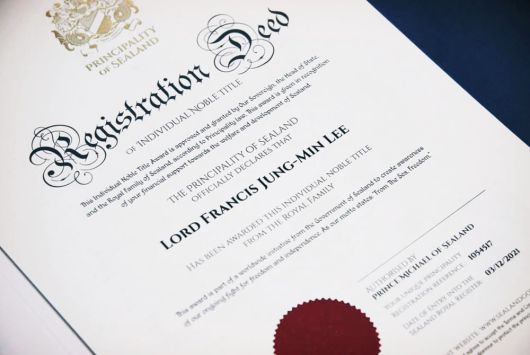 PRINCIPALITY
OF SEALAND
Registration Deed
OF INDIVIDUAL NOBLE TITLE
This Individual Noble Title Award is approved and granted by Our Sovereign, the Head of State,
and the Royal Family of Sealand, according to Principality law. This award is given in recognition
of your financial support towards the welfare and development of Sealand.
THE PRINCIPALITY OF SEALAND
OFFICIALLY DECLARES THAT
LORD FRANCIS JUNG-MIN LEE
HAS BEEN AWARDED THIS INDIVIDUAL NOBLE TITLE
FROM THE ROYAL FAMILY
This award is part of a worldwide initiative from the Government of Sealand to create awareness
of our ongoing fight for freedom and independence. As our motto states, "From The Sea Freedom."
AUTHORISED BY
PRINCE MICHAEL OF SEALAND
YOUR UNIQUE PRINCIPALITY
REGISTRATION REFERENCE: 1054517
DATE OF ENTRY INTO THE
SEALAND ROYAL REGISTER 03/12/2021